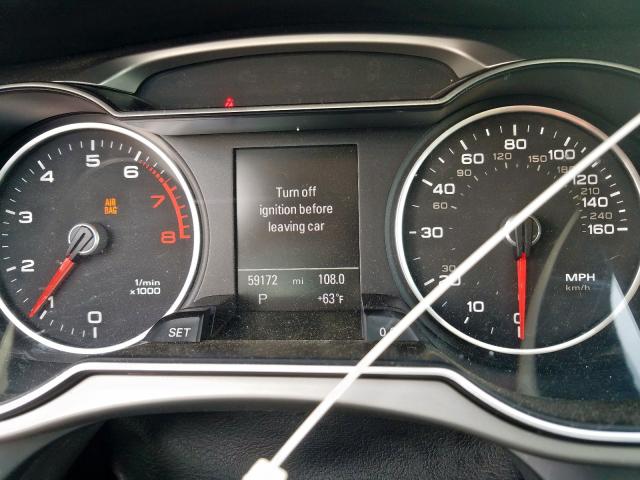 1 2 3 4 5 6 7 8
AIR
BAG
1/min
x1000
0
SET
Turn off
ignition before
leaving car
59172 mi 108.0
P +63°F
0
10 20 30 40 60 80 100 120 140 160
20 60 90 120 150 180 210 240
MPH
km/h